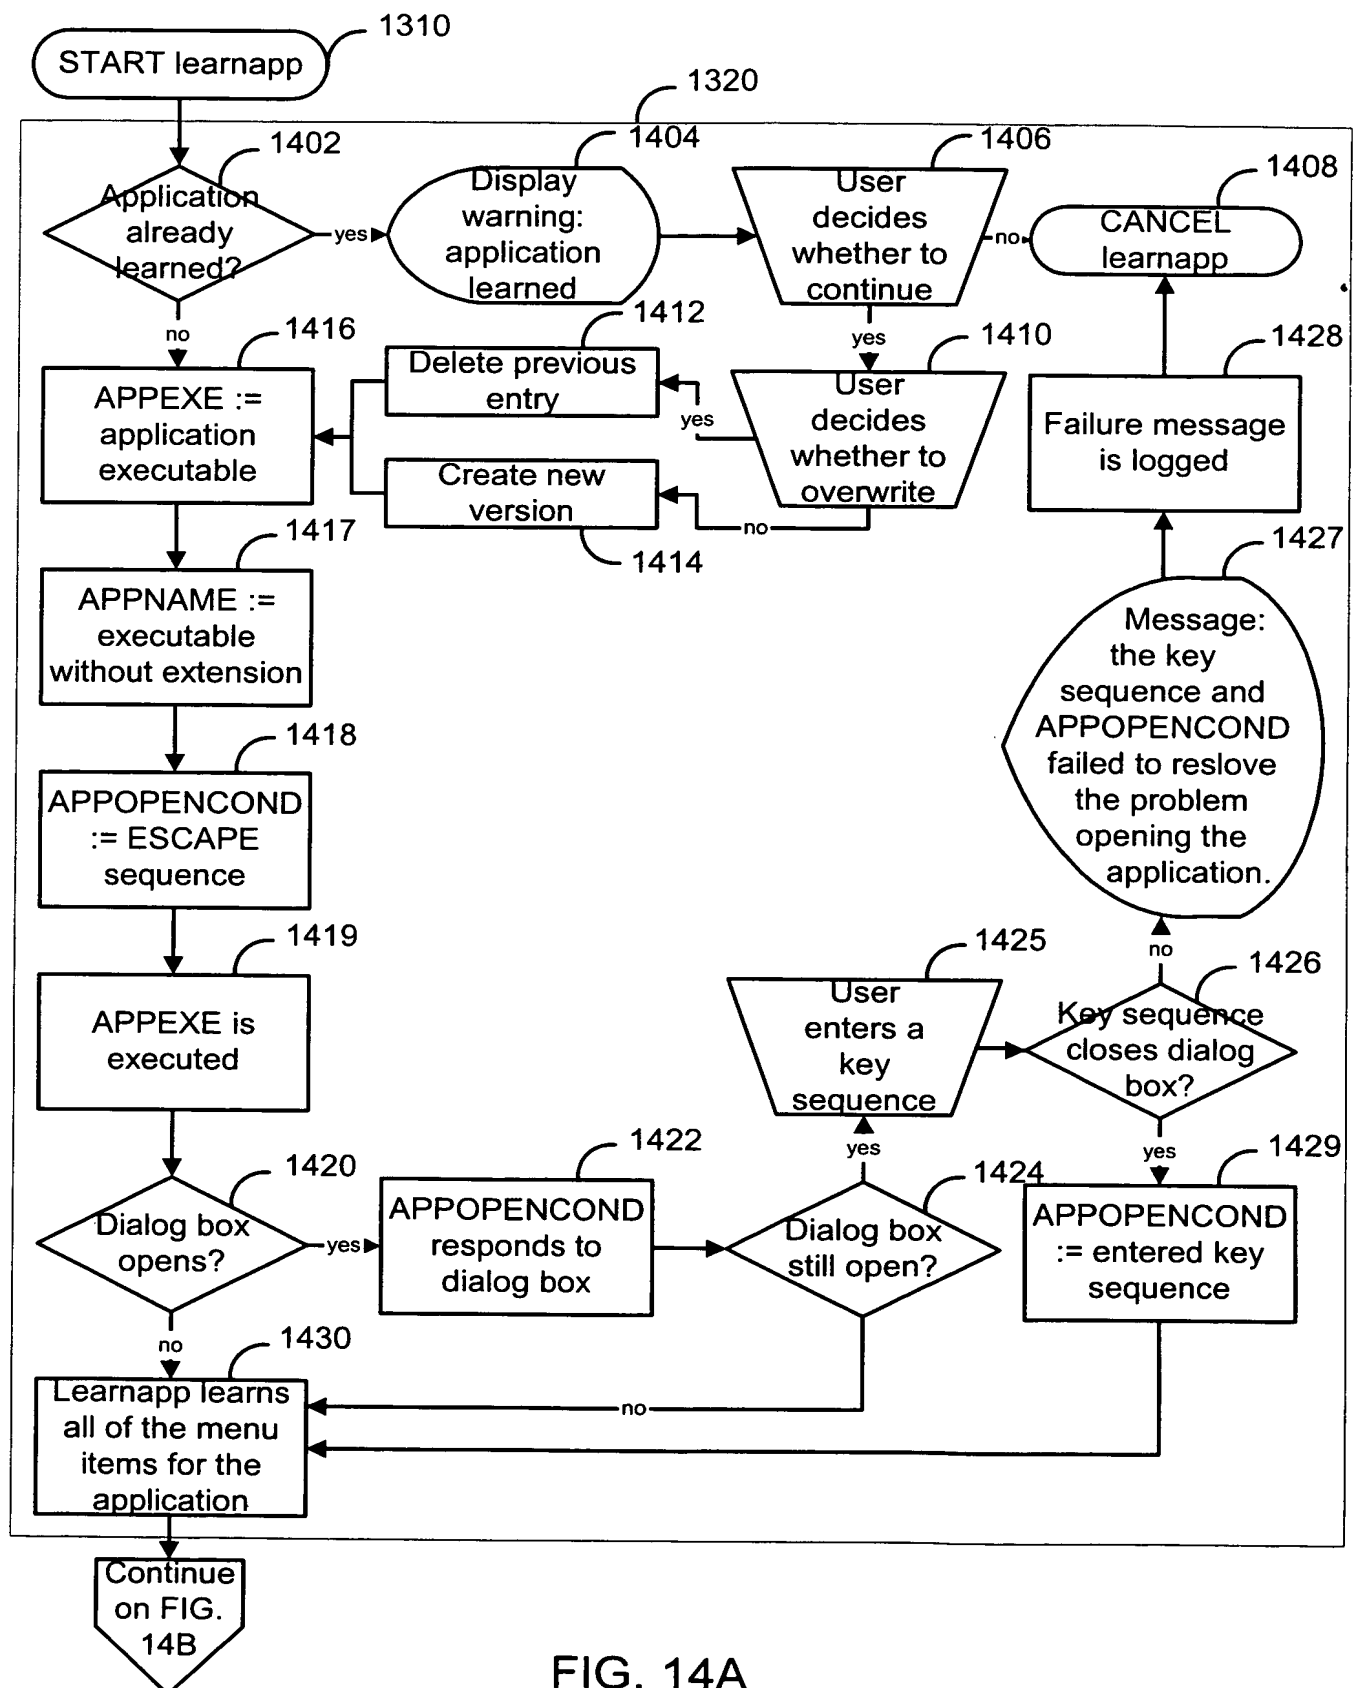 1310
START learnapp
1320
1402
Application
already
learned?
yes
no
1404
Display
warning:
application
learned
1406
User
decides
whether to
continue
no
yes
1408
CANCEL
learnapp
1416
APPEXE :=
application
executable
1412
Delete previous
entry
yes
1410
User
decides
whether to
overwrite
1428
Failure message
is logged
Create new
version
no
1414
1417
APPNAME :=
executable
without extension
1427
Message:
the key
sequence and
APPOPENCOND
failed to reslove
the problem
opening the
application.
1418
APPOPENCOND
:= ESCAPE
sequence
1419
APPEXE is
executed
1425
User
enters a
key
sequence
no
1426
Key sequence
closes dialog
box?
yes
1420
Dialog box
opens?
yes
no
1422
APPOPENCOND
responds to
dialog box
yes
1424
Dialog box
still open?
no
1429
APPOPENCOND
:= entered key
sequence
1430
Learnapp learns
all of the menu
items for the
application
Continue
on FIG.
14B
FIG. 14A